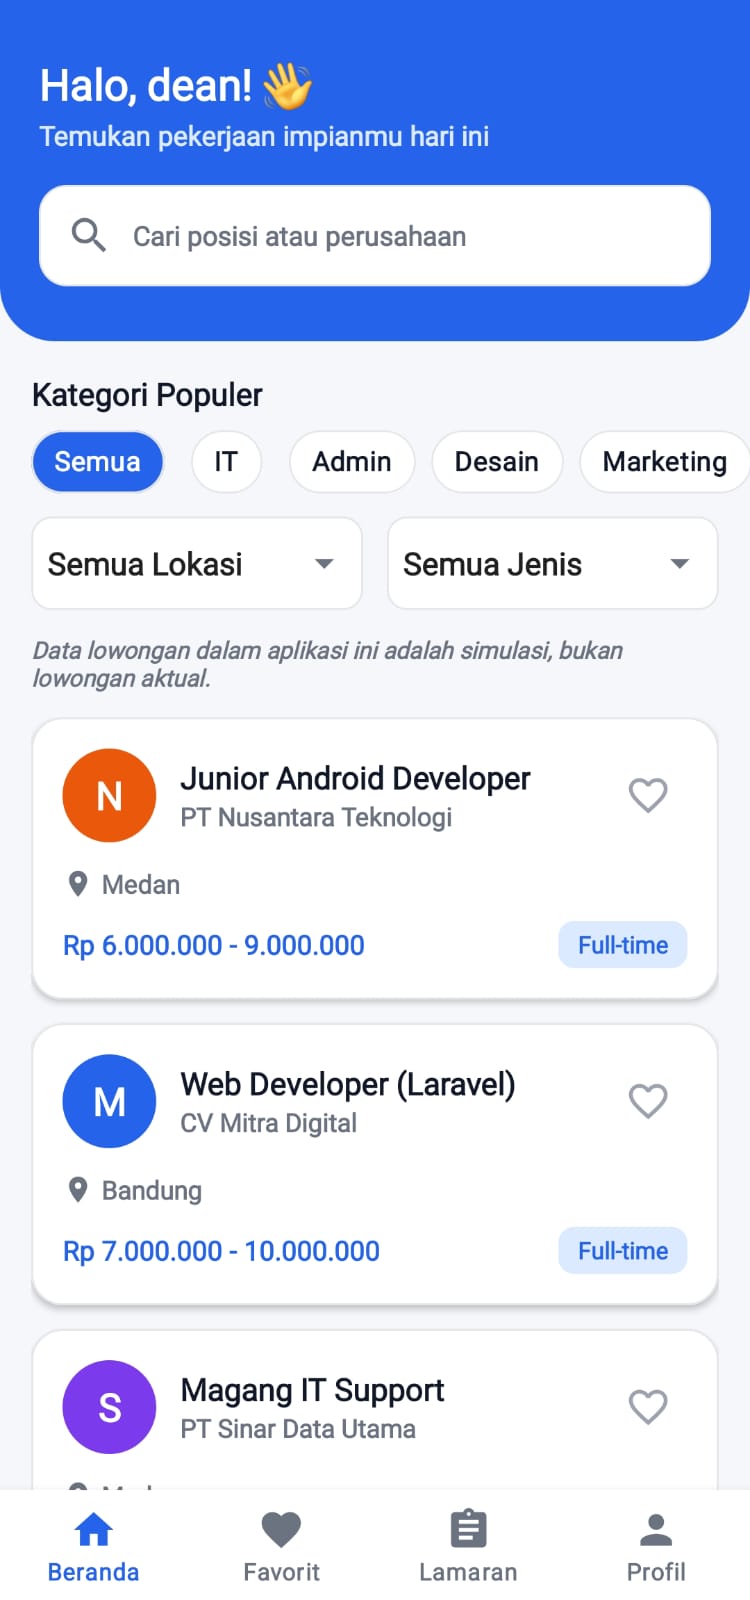 Halo, dean! 👋
Temukan pekerjaan impianmu hari ini
Cari posisi atau perusahaan
Kategori Populer
Semua IT Admin Desain Marketing
Semua Lokasi Semua Jenis
Data lowongan dalam aplikasi ini adalah simulasi, bukan
lowongan aktual.
N
Junior Android Developer
PT Nusantara Teknologi
Medan
Rp 6.000.000 - 9.000.000 Full-time
M
Web Developer (Laravel)
CV Mitra Digital
Bandung
Rp 7.000.000 - 10.000.000 Full-time
S
Magang IT Support
PT Sinar Data Utama
Beranda Favorit Lamaran Profil